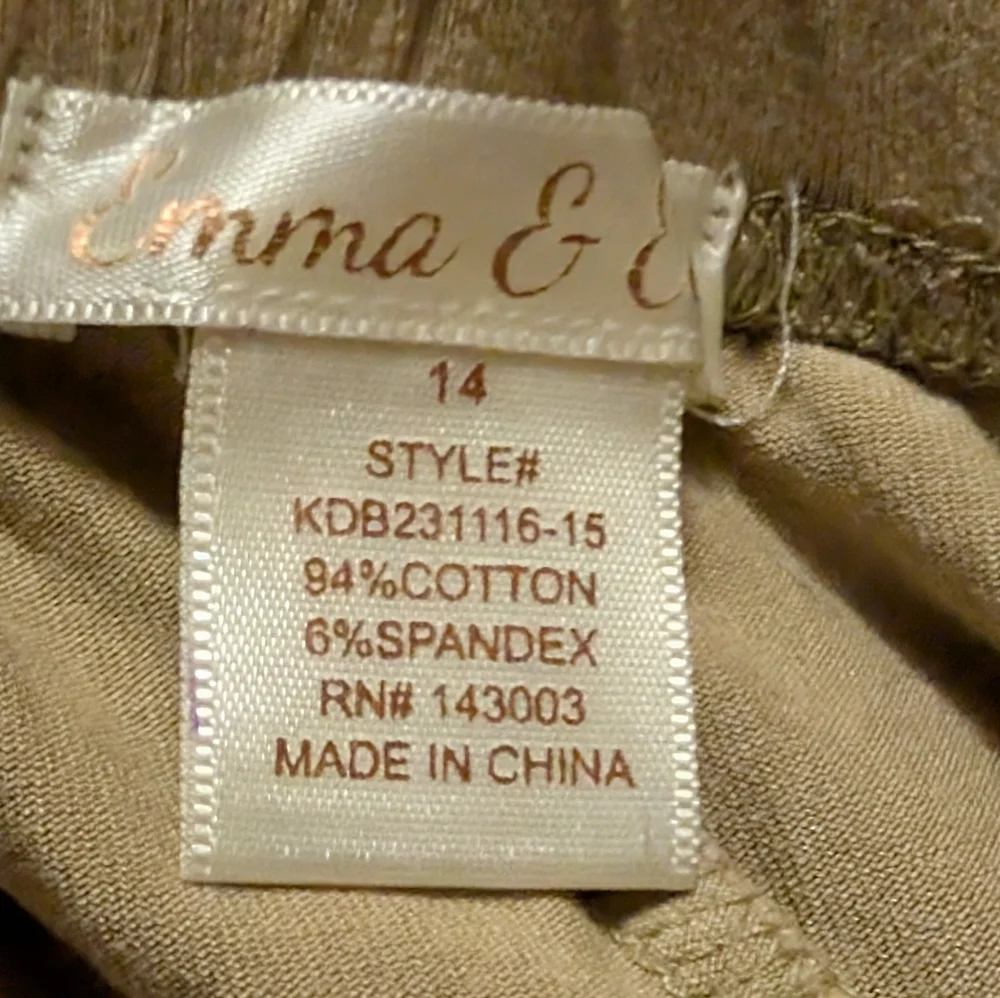 Emma &
14
STYLE#
KDB231116-15
94%COTTON
6%SPANDEX
RN# 143003
MADE IN CHINA